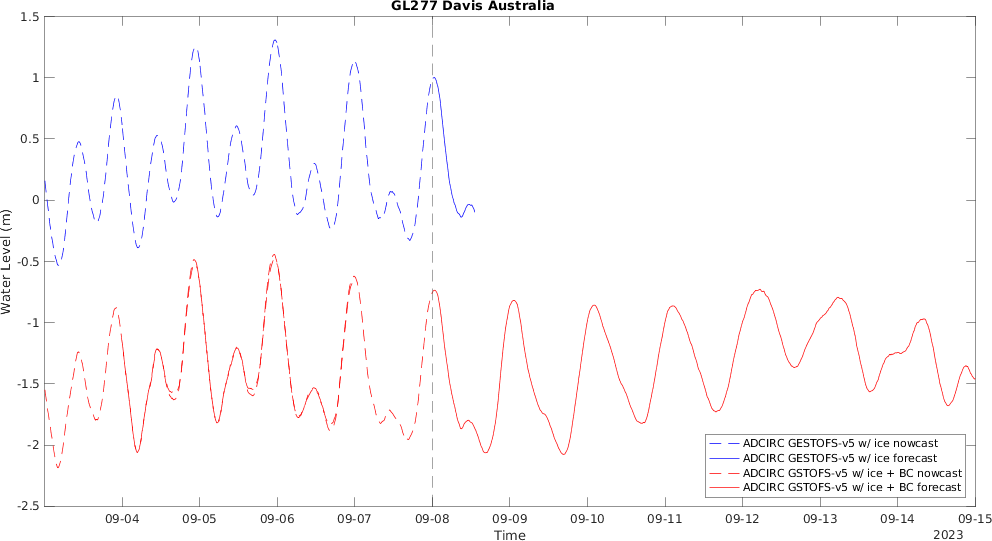 GL277 Davis Australia
1.5
1
0.5
0
-0.5
-1
-1.5
-2
-2.5
Water Level (m)
ADCIRC GESTOFS-v5 w/ ice nowcast
ADCIRC GESTOFS-v5 w/ ice forecast
ADCIRC GSTOFS-v5 w/ ice + BC nowcast
ADCIRC GSTOFS-v5 w/ ice + BC forecast
09-04 09-05 09-06 09-07 09-08 09-09 09-10 09-11 09-12 09-13 09-14 09-15
Time
2023